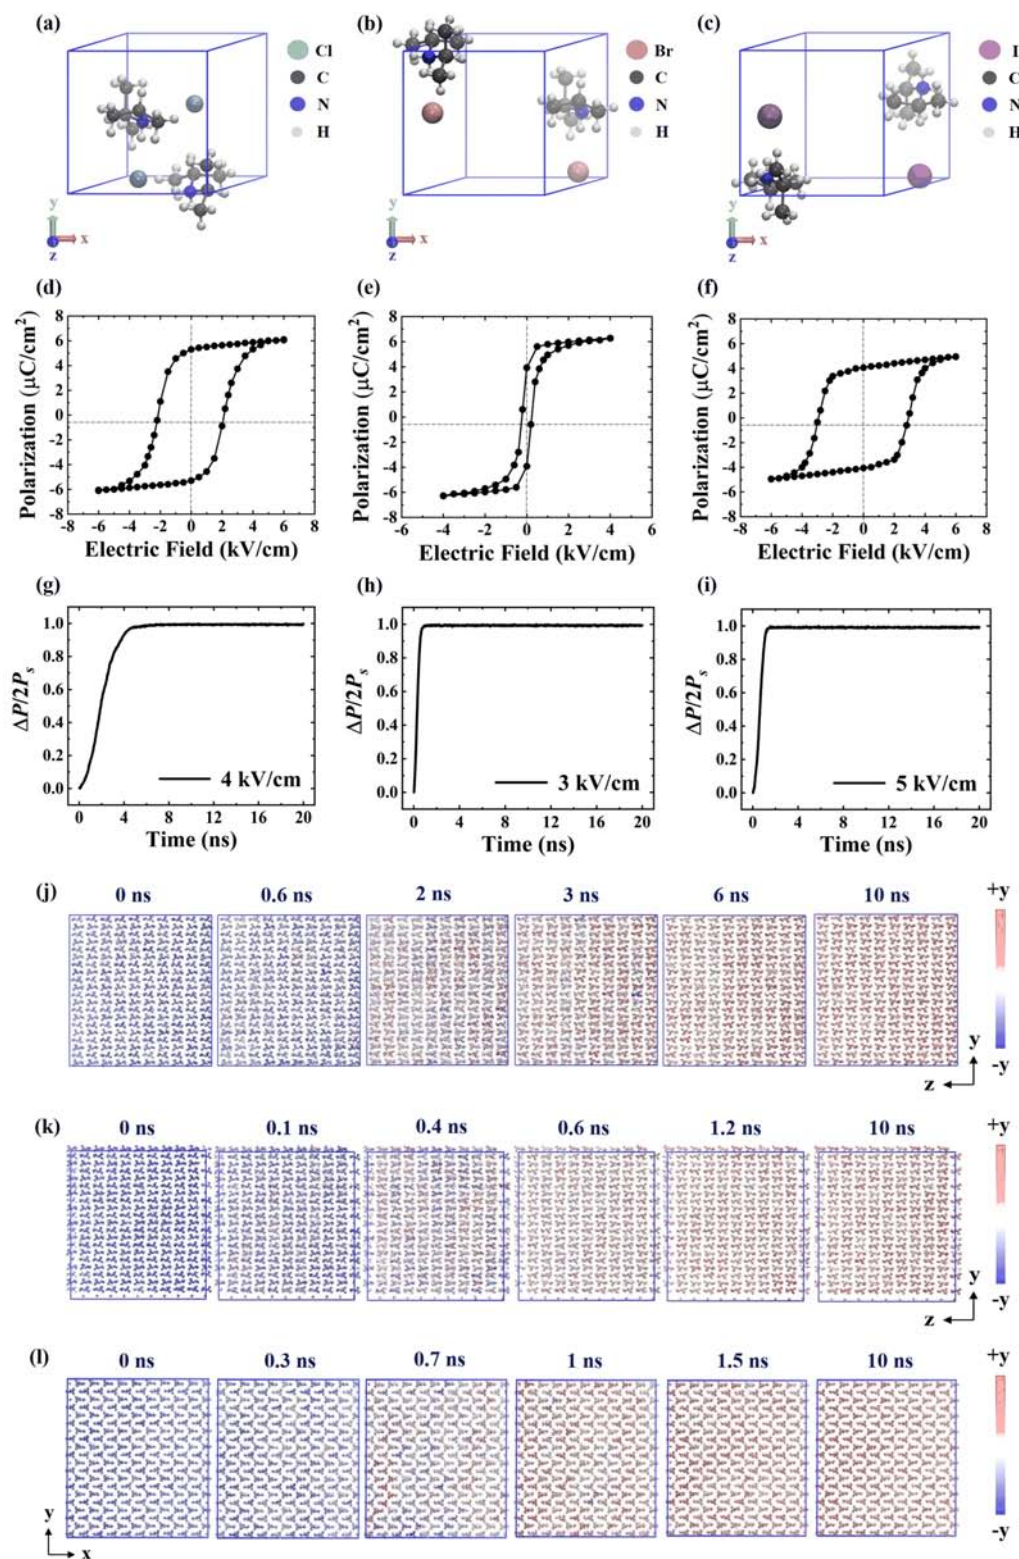 (a) (b) (c)
Cl Br I
C C C
N N N
H H H
y y y
x x x
z z z
(d) (e) (f)
Polarization (μC/cm²) Polarization (μC/cm²) Polarization (μC/cm²)
8 8 8
6 6 6
4 4 4
2 2 2
0 0 0
-2 -2 -2
-4 -4 -4
-6 -6 -6
-8 -8 -8
-8 -6 -4 -2 0 2 4 6 8 -6 -4 -2 0 2 4 6 -8 -6 -4 -2 0 2 4 6 8
Electric Field (kV/cm) Electric Field (kV/cm) Electric Field (kV/cm)
(g) (h) (i)
ΔP/2Pₛ ΔP/2Pₛ ΔP/2Pₛ
1.0 1.0 1.0
0.8 0.8 0.8
0.6 0.6 0.6
0.4 0.4 0.4
0.2 0.2 0.2
0.0 0.0 0.0
4 kV/cm 3 kV/cm 5 kV/cm
0 4 8 12 16 20 0 4 8 12 16 20 0 4 8 12 16 20
Time (ns) Time (ns) Time (ns)
(j)
0 ns 0.6 ns 2 ns 3 ns 6 ns 10 ns
+y
y
-y
z
(k)
0 ns 0.1 ns 0.4 ns 0.6 ns 1.2 ns 10 ns
+y
y
-y
z
(l)
0 ns 0.3 ns 0.7 ns 1 ns 1.5 ns 10 ns
+y
-y
y
x